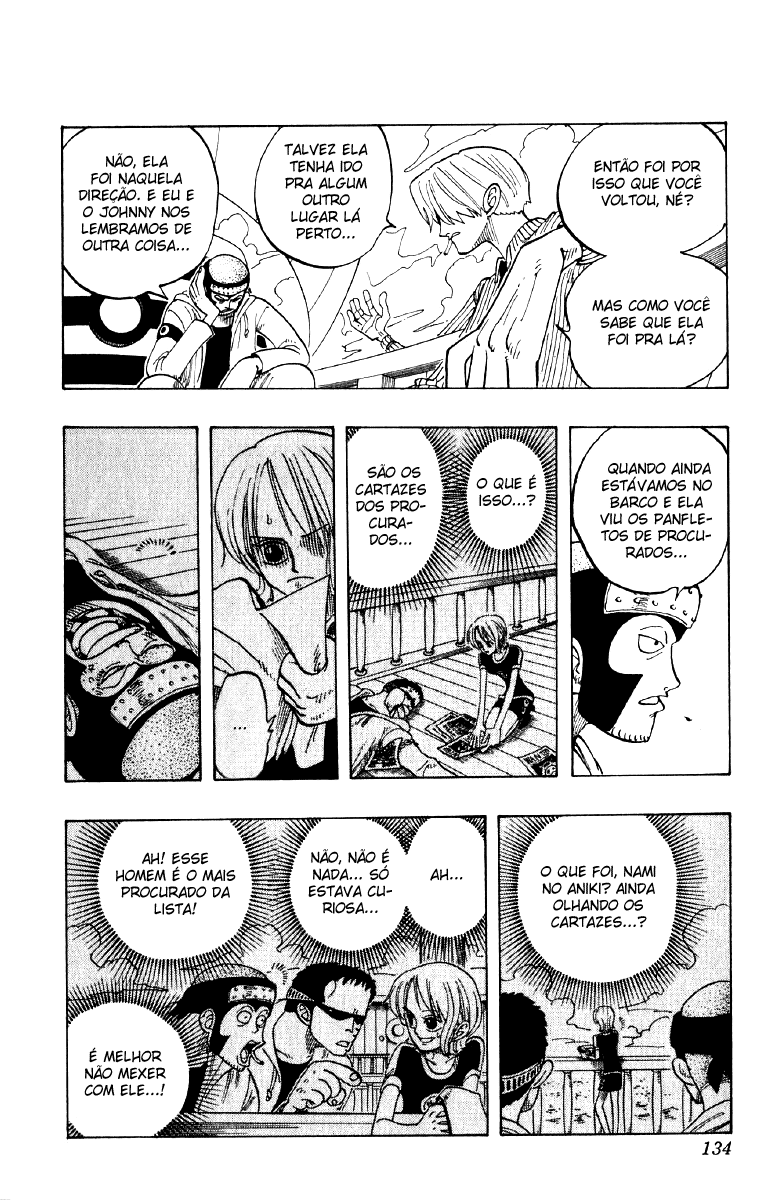 ENTÃO FOI POR
ISSO QUE VOCÊ
VOLTOU, NÉ?
MAS COMO VOCÊ
SABE QUE ELA
FOI PRA LÁ?
TALVEZ ELA
TENHA IDO
PRA ALGUM
OUTRO
LUGAR LÁ
PERTO...
NÃO, ELA
FOI NAQUELA
DIREÇÃO. E EU E
O JOHNNY NOS
LEMBRAMOS DE
OUTRA COISA...
QUANDO AINDA
ESTÁVAMOS NO
BARCO E ELA
VIU OS PANFLE-
TOS DE PROCU-
RADOS...
O QUE É
ISSO...?
SÃO OS
CARTAZES
DOS PRO-
CURA-
DOS...
...
O QUE FOI, NAMI
NO ANIKI? AINDA
OLHANDO OS
CARTAZES...?
AH...
NÃO, NÃO É
NADA... SÓ
ESTAVA CU-
RIOSA...
AH! ESSE
HOMEM É O MAIS
PROCURADO DA
LISTA!
É MELHOR
NÃO MEXER
COM ELE...!
134